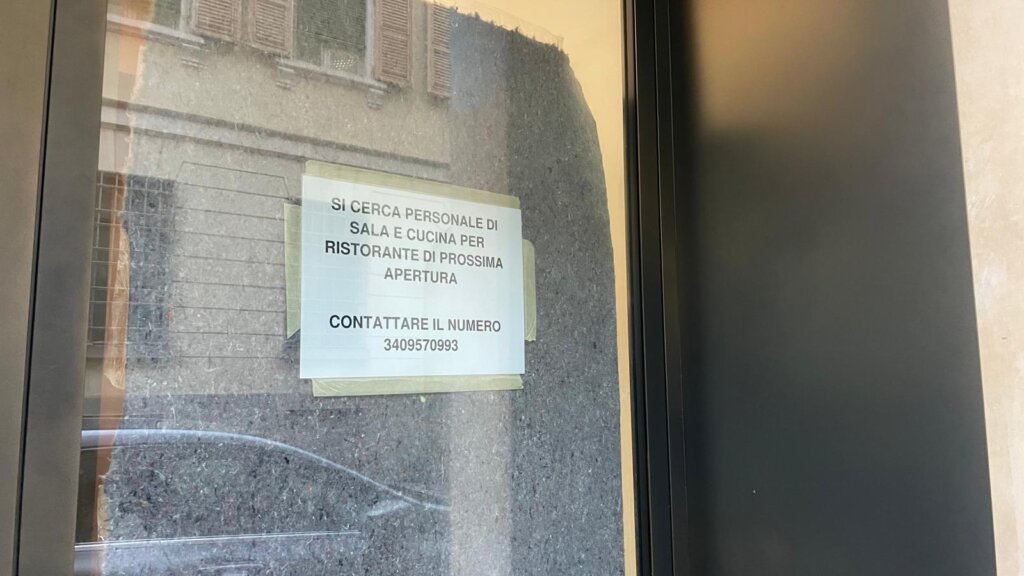 SI CERCA PERSONALE DI
SALA E CUCINA PER
RISTORANTE DI PROSSIMA
APERTURA
CONTATTARE IL NUMERO
3409570993